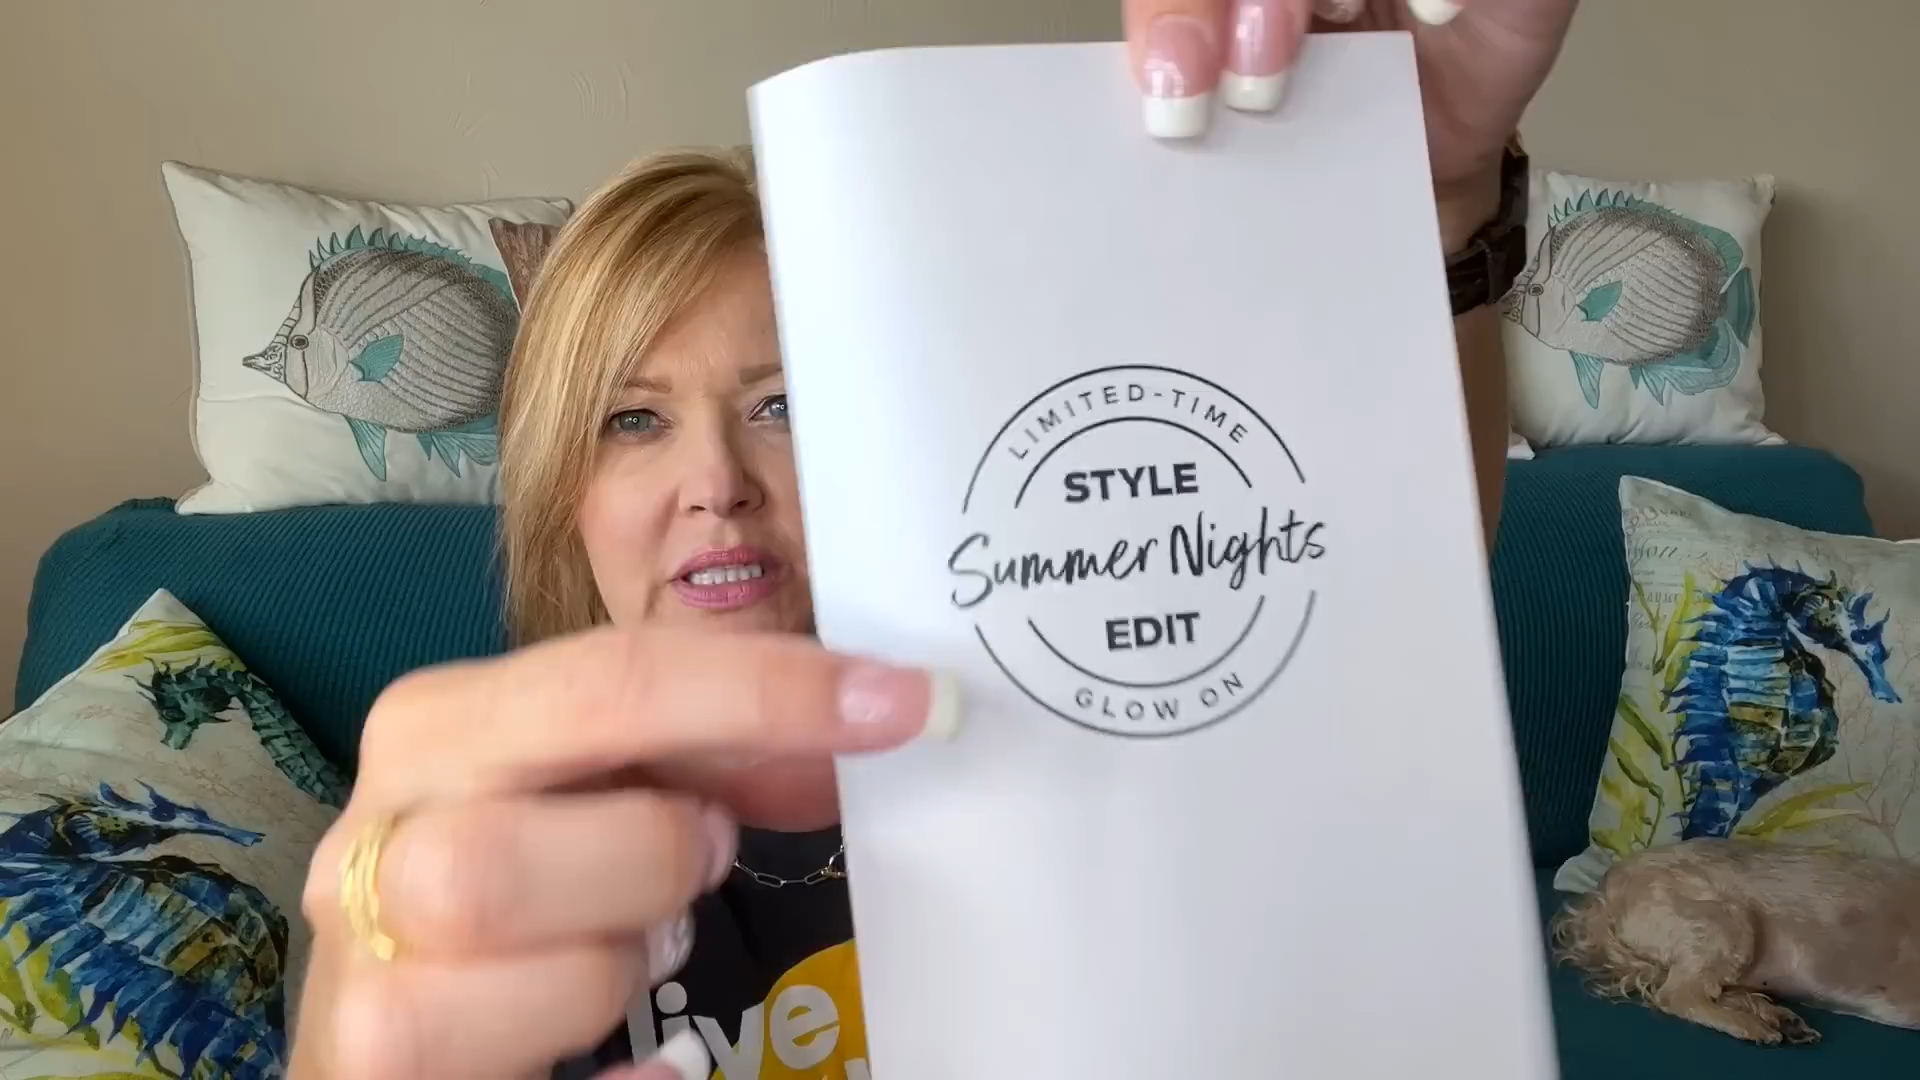 LIMITED-TIME
STYLE
Summer Nights
EDIT
GLOW ON
live